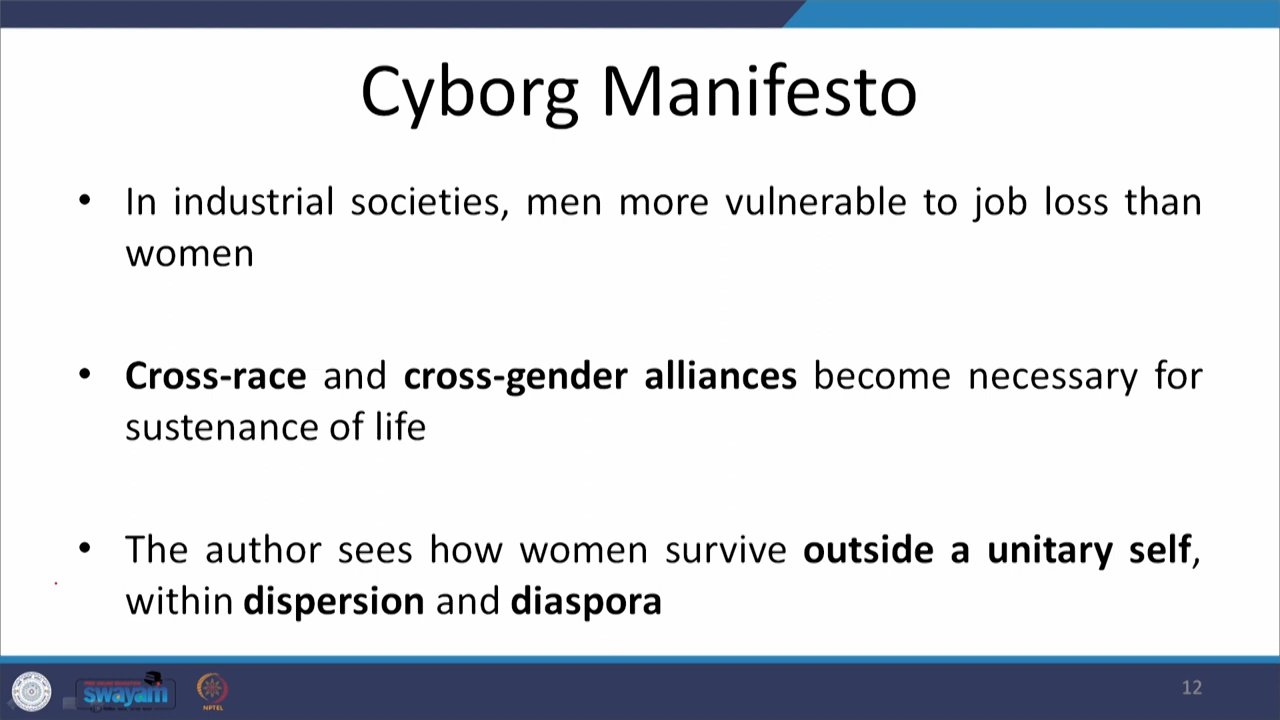 Cyborg Manifesto
• In industrial societies, men more vulnerable to job loss than
women
• Cross-race and cross-gender alliances become necessary for
sustenance of life
• The author sees how women survive outside a unitary self,
within dispersion and diaspora
swayam
NPTEL
12